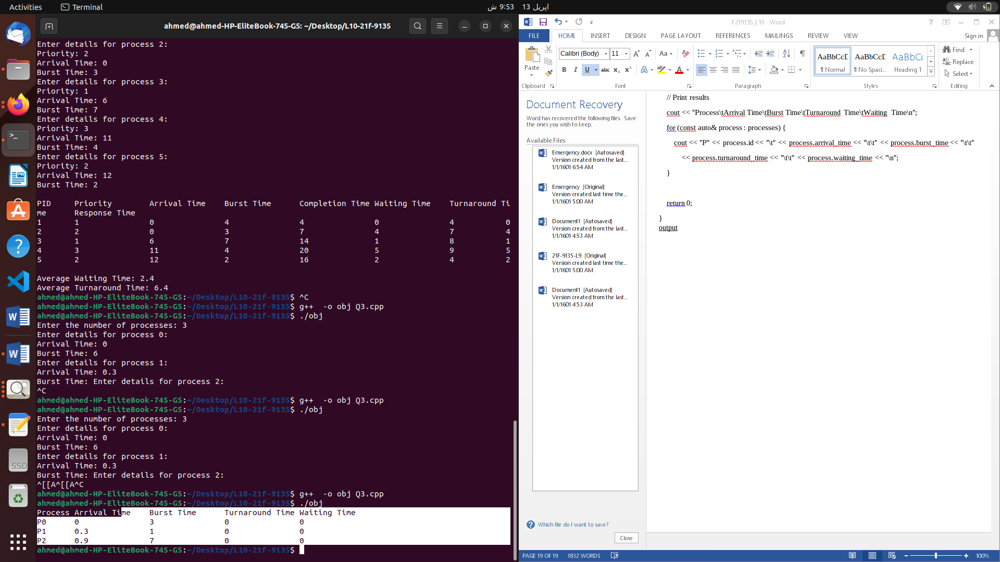 Activities
Terminal
ش 9:53
اپریل 13
ahmed@ahmed-HP-EliteBook-745-G5: ~/Desktop/L10-21f-9135
Enter details for process 2:
Priority: 2
Arrival Time: 0
Burst Time: 3
Enter details for process 3:
Priority: 1
Arrival Time: 6
Burst Time: 7
Enter details for process 4:
Priority: 3
Arrival Time: 11
Burst Time: 4
Enter details for process 5:
Priority: 2
Arrival Time: 12
Burst Time: 2
PID Priority Arrival Time Burst Time Completion Time Waiting Time Turnaround Ti
me Response Time
1 1 0 4 4 0 4 0
2 2 0 3 7 4 7 4
3 1 6 7 14 1 8 1
4 3 11 4 20 5 9 5
5 2 12 2 16 2 4 2
Average Waiting Time: 2.4
Average Turnaround Time: 6.4
ahmed@ahmed-HP-EliteBook-745-G5:~/Desktop/L10-21f-9135$ ^C
ahmed@ahmed-HP-EliteBook-745-G5:~/Desktop/L10-21f-9135$ g++  -o obj Q3.cpp
ahmed@ahmed-HP-EliteBook-745-G5:~/Desktop/L10-21f-9135$ ./obj
Enter the number of processes: 3
Enter details for process 0:
Arrival Time: 0
Burst Time: 6
Enter details for process 1:
Arrival Time: 0.3
Burst Time: Enter details for process 2:
^C
ahmed@ahmed-HP-EliteBook-745-G5:~/Desktop/L10-21f-9135$ g++  -o obj Q3.cpp
ahmed@ahmed-HP-EliteBook-745-G5:~/Desktop/L10-21f-9135$ ./obj
Enter the number of processes: 3
Enter details for process 0:
Arrival Time: 0
Burst Time: 6
Enter details for process 1:
Arrival Time: 0.3
Burst Time: Enter details for process 2:
^[[A^[[A^C
ahmed@ahmed-HP-EliteBook-745-G5:~/Desktop/L10-21f-9135$ g++  -o obj Q3.cpp
ahmed@ahmed-HP-EliteBook-745-G5:~/Desktop/L10-21f-9135$ ./obj
Process Arrival Time Burst Time Turnaround Time Waiting Time
P0 0 3 0 0
P1 0.3 1 0 0
P2 0.9 7 0 0
ahmed@ahmed-HP-EliteBook-745-G5:~/Desktop/L10-21f-9135$
SSD
F219135_L10 - Word
FILE HOME INSERT DESIGN PAGE LAYOUT REFERENCES MAILINGS REVIEW VIEW Sign in
Paste
Calibri (Body) 11
Clipboard Font Paragraph Styles Editing
AaBbCcD AaBbCcD AaBbCc
¶ Normal ¶ No Spaci... Heading 1
Find
Replace
Select
Document Recovery
Word has recovered the following files. Save
the ones you wish to keep.
Available Files
Emergency.docx [Autosaved]
Version created from the last...
1/1/1601 6:54 AM
Emergency [Original]
Version created last time the...
1/1/1601 5:00 AM
Document1 [Autosaved]
Version created from the last...
1/1/1601 4:53 AM
21F-9135-L9 [Original]
Version created last time the...
1/1/1601 5:00 AM
Document1 [Autosaved]
Version created from the last...
1/1/1601 4:53 AM
Which file do I want to save?
Close
// Print results
cout << "Process\tArrival Time\tBurst Time\tTurnaround Time\tWaiting Time\n";
for (const auto& process : processes) {
cout << "P" << process.id << "\t" << process.arrival_time << "\t\t" << process.burst_time << "\t\t"
<< process.turnaround_time << "\t\t" << process.waiting_time << "\n";
}
return 0;
}
output
PAGE 19 OF 19 1832 WORDS 100%